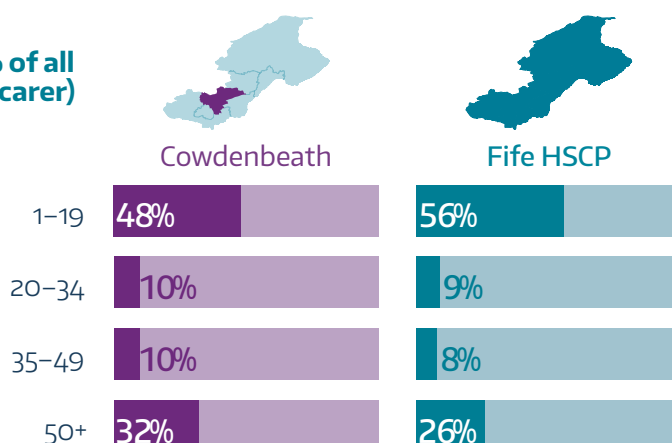 of all
carer)
Cowdenbeath Fife HSCP
1–19 48% 56%
20–34 10% 9%
35–49 10% 8%
50+ 32% 26%